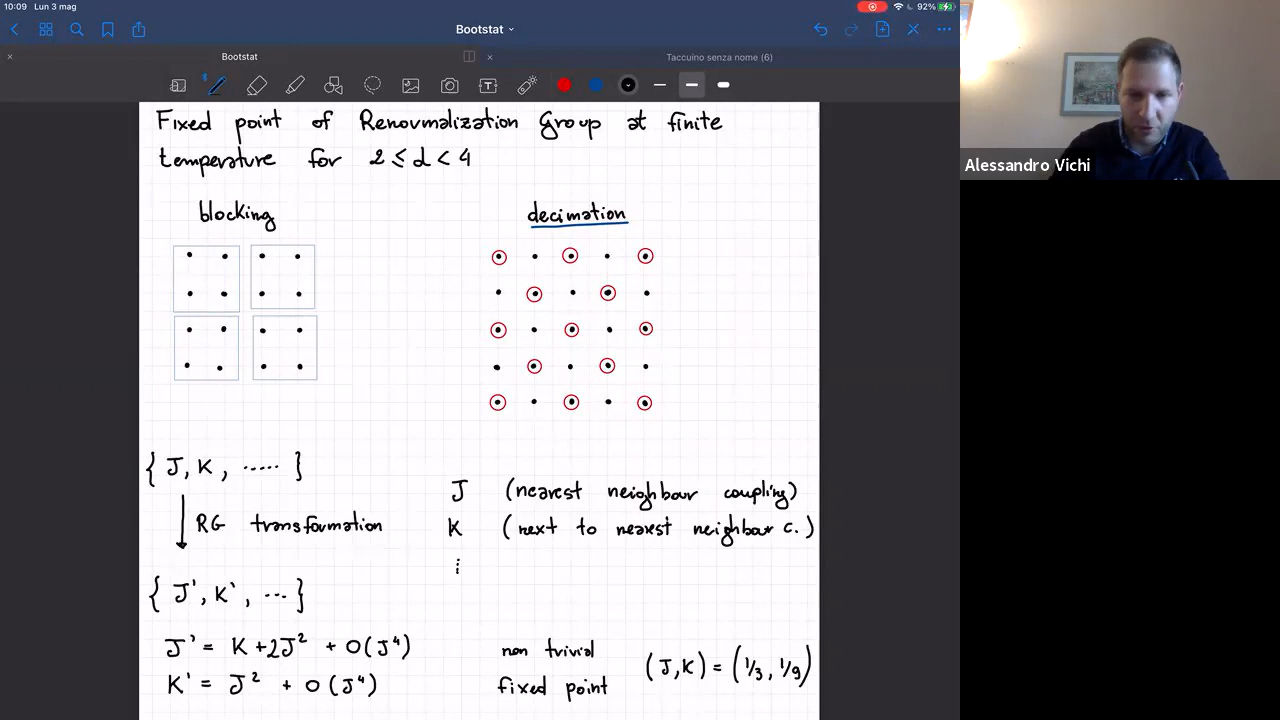 10:09 Lun 3 mag
92%
Bootstat
Bootstat
Taccuino senza nome (6)
Fixed point of Renormalization Group at finite
temperature for 2 ≤ d < 4
blocking
decimation
{ J, K, ..... }
RG transformation
{ J', K', ... }
J' = K + 2J² + O(J⁴)
K' = J² + O(J⁴)
J (nearest neighbour coupling)
K (next to nearest neighbour c.)
⋮
non trivial
fixed point
(J, K) = (1/3, 1/9)
Alessandro Vichi